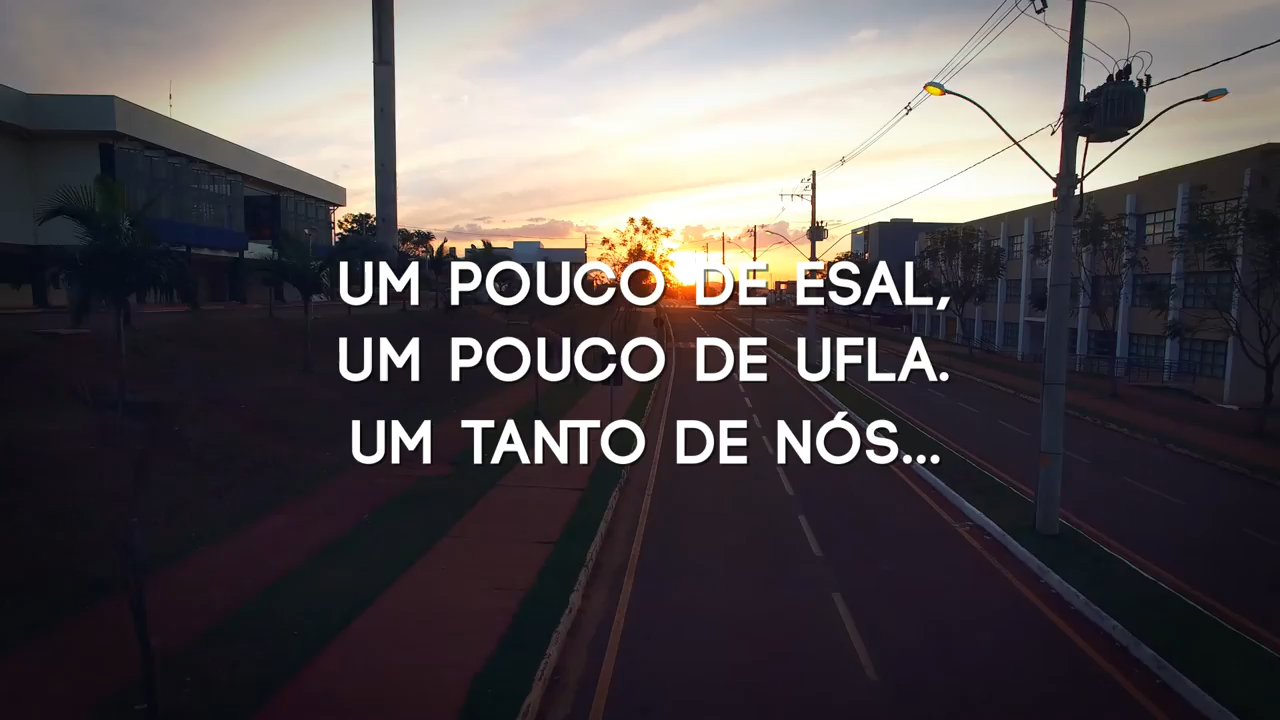 UM POUCO DE ESAL,
UM POUCO DE UFLA.
UM TANTO DE NÓS...